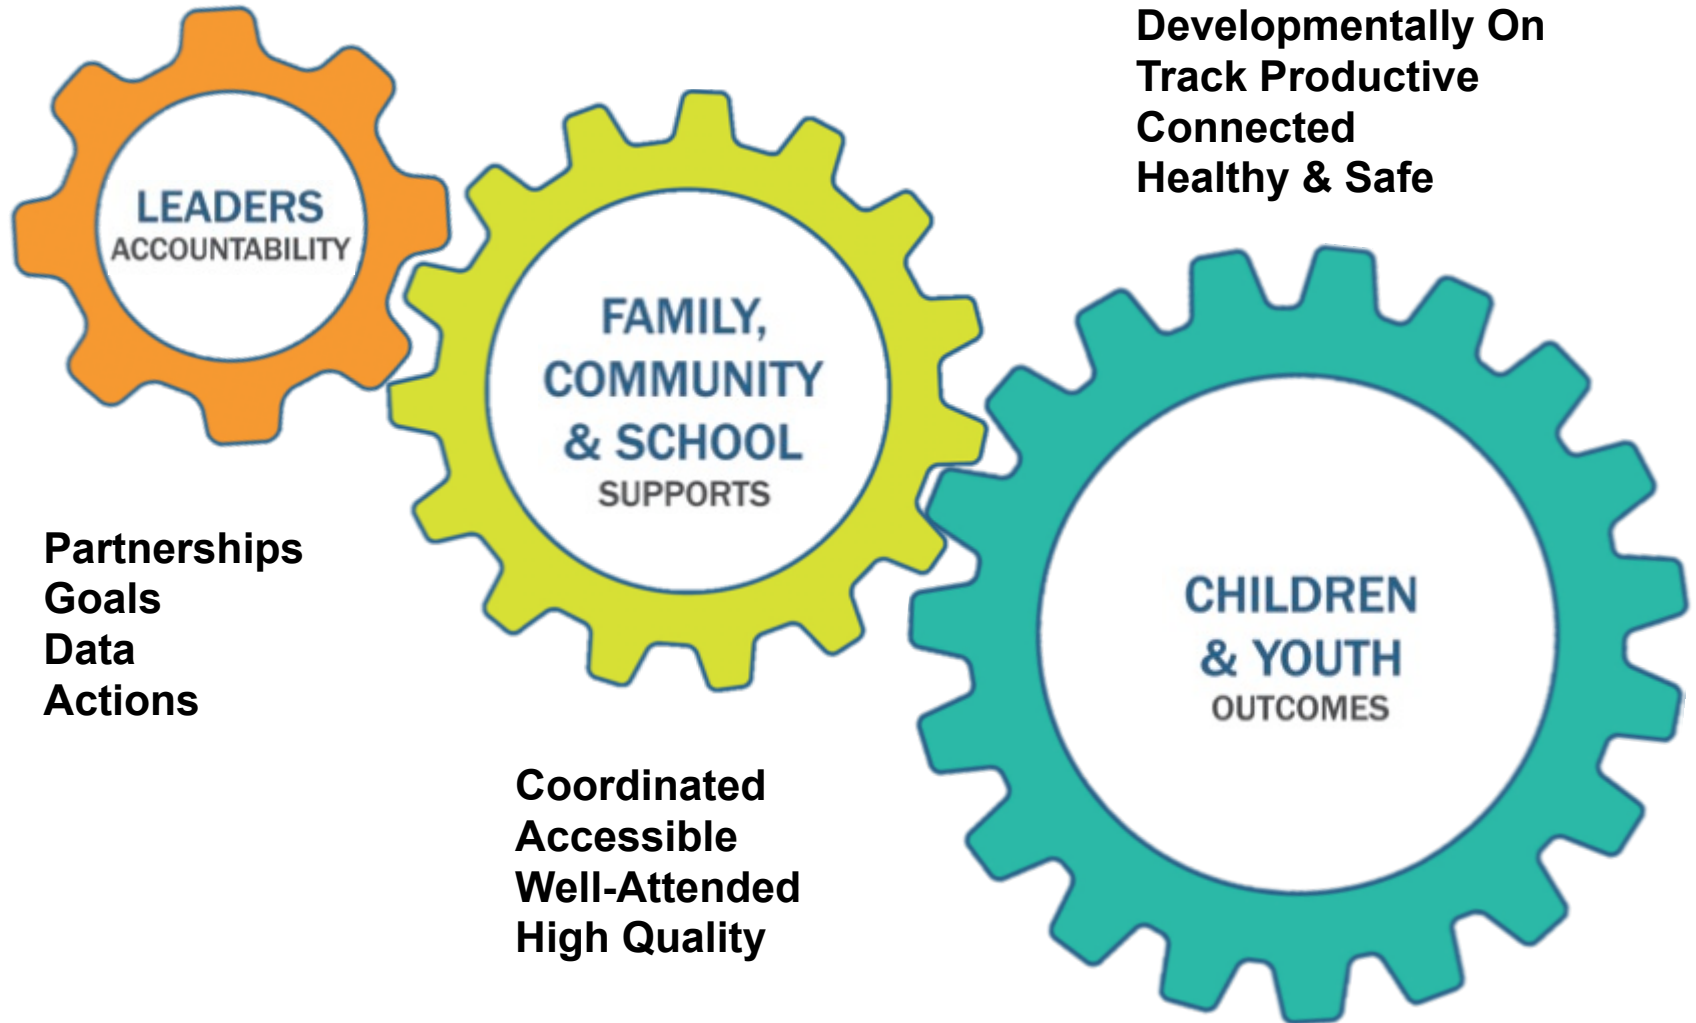 LEADERS
ACCOUNTABILITY
Partnerships
Goals
Data
Actions
FAMILY,
COMMUNITY
& SCHOOL
SUPPORTS
Coordinated
Accessible
Well-Attended
High Quality
Developmentally On
Track Productive
Connected
Healthy & Safe
CHILDREN
& YOUTH
OUTCOMES